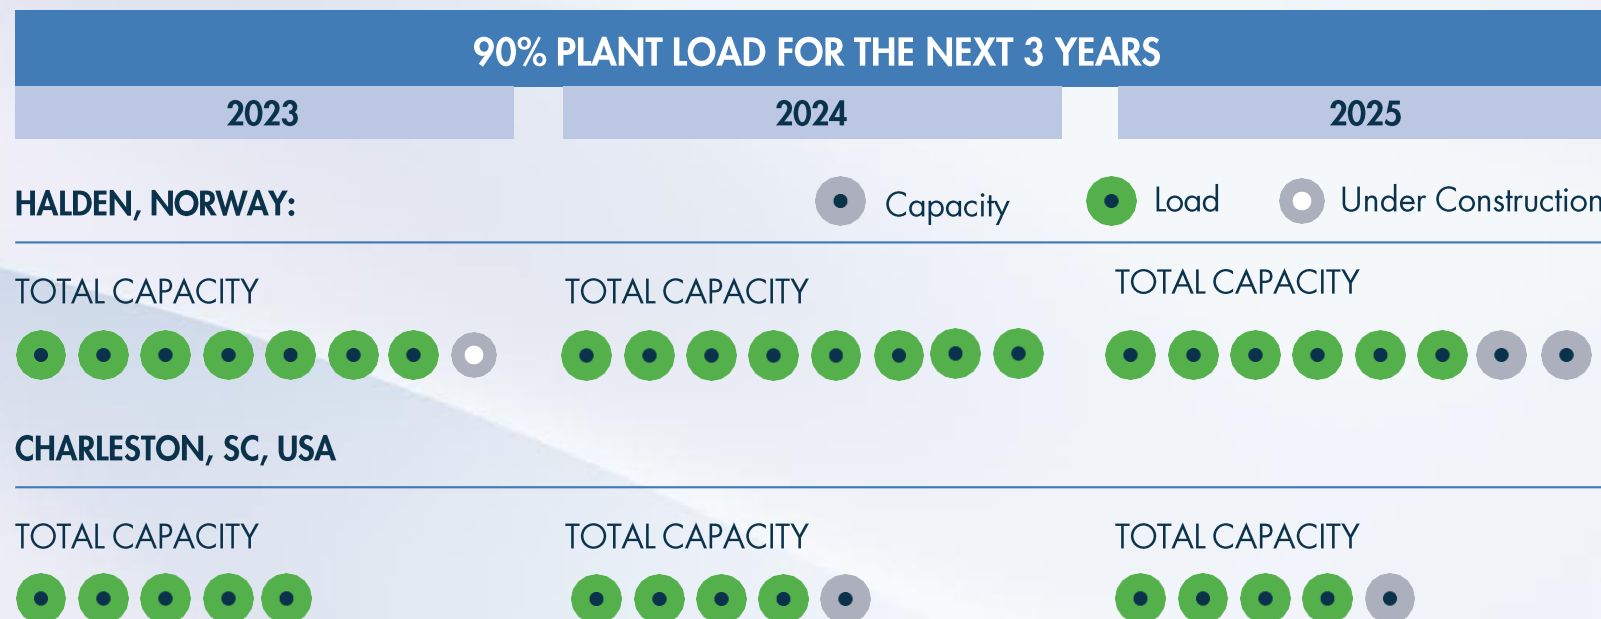 90% PLANT LOAD FOR THE NEXT 3 YEARS
2023 2024 2025
HALDEN, NORWAY: Capacity Load Under Construction
TOTAL CAPACITY TOTAL CAPACITY TOTAL CAPACITY
CHARLESTON, SC, USA
TOTAL CAPACITY TOTAL CAPACITY TOTAL CAPACITY